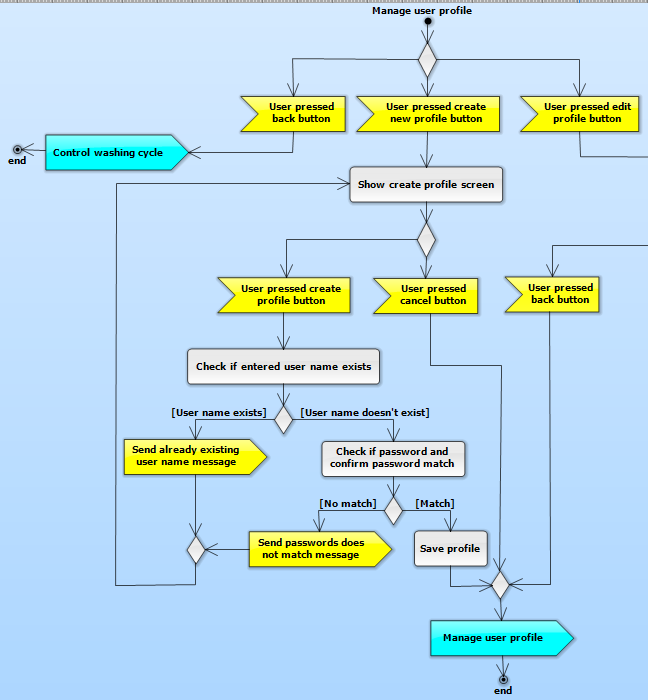 Manage user profile
User pressed
back button
User pressed create
new profile button
User pressed edit
profile button
end
Control washing cycle
Show create profile screen
User pressed create
profile button
User pressed
cancel button
User pressed
back button
Check if entered user name exists
[User name exists]
[User name doesn't exist]
Send already existing
user name message
Check if password and
confirm password match
[No match]
[Match]
Send passwords does
not match message
Save profile
Manage user profile
end